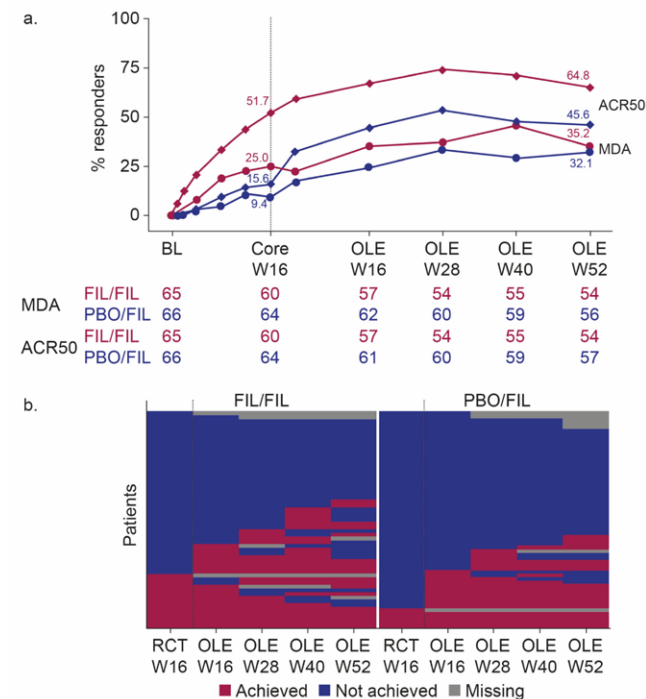 a.
% responders
100
75
50
25
0
51.7
25.0
15.6
9.4
64.8
45.6
35.2
32.1
ACR50
MDA
BL Core W16 OLE W16 OLE W28 OLE W40 OLE W52
MDA
FIL/FIL 65 60 57 54 55 54
PBO/FIL 66 64 62 60 59 56
ACR50
FIL/FIL 65 60 57 54 55 54
PBO/FIL 66 64 61 60 59 57
b.
FIL/FIL PBO/FIL
Patients
RCT OLE OLE OLE OLE RCT OLE OLE OLE OLE
W16 W16 W28 W40 W52 W16 W16 W28 W40 W52
Achieved Not achieved Missing